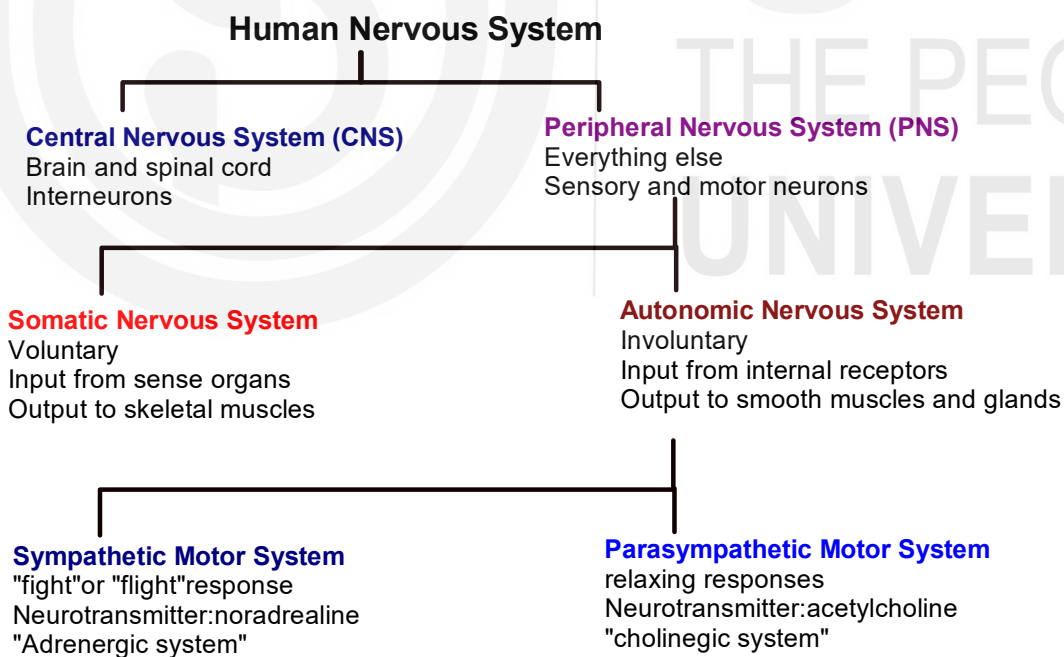 THE PEO
UNIVE
Human Nervous System
Central Nervous System (CNS)
Brain and spinal cord
Interneurons
Peripheral Nervous System (PNS)
Everything else
Sensory and motor neurons
Somatic Nervous System
Voluntary
Input from sense organs
Output to skeletal muscles
Autonomic Nervous System
Involuntary
Input from internal receptors
Output to smooth muscles and glands
Sympathetic Motor System
"fight"or "flight"response
Neurotransmitter:noradrealine
"Adrenergic system"
Parasympathetic Motor System
relaxing responses
Neurotransmitter:acetylcholine
"cholinegic system"